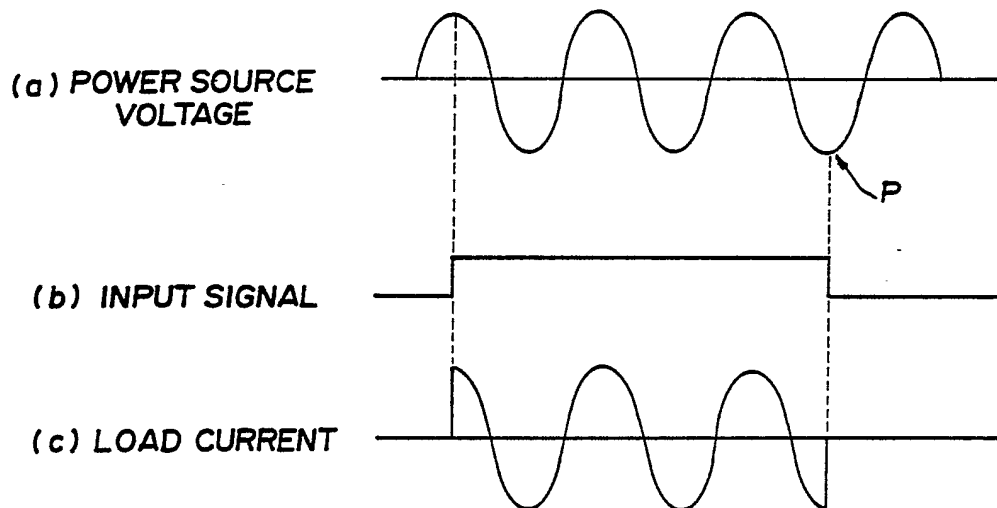 (a) POWER SOURCE
VOLTAGE
P
(b) INPUT SIGNAL
(c) LOAD CURRENT